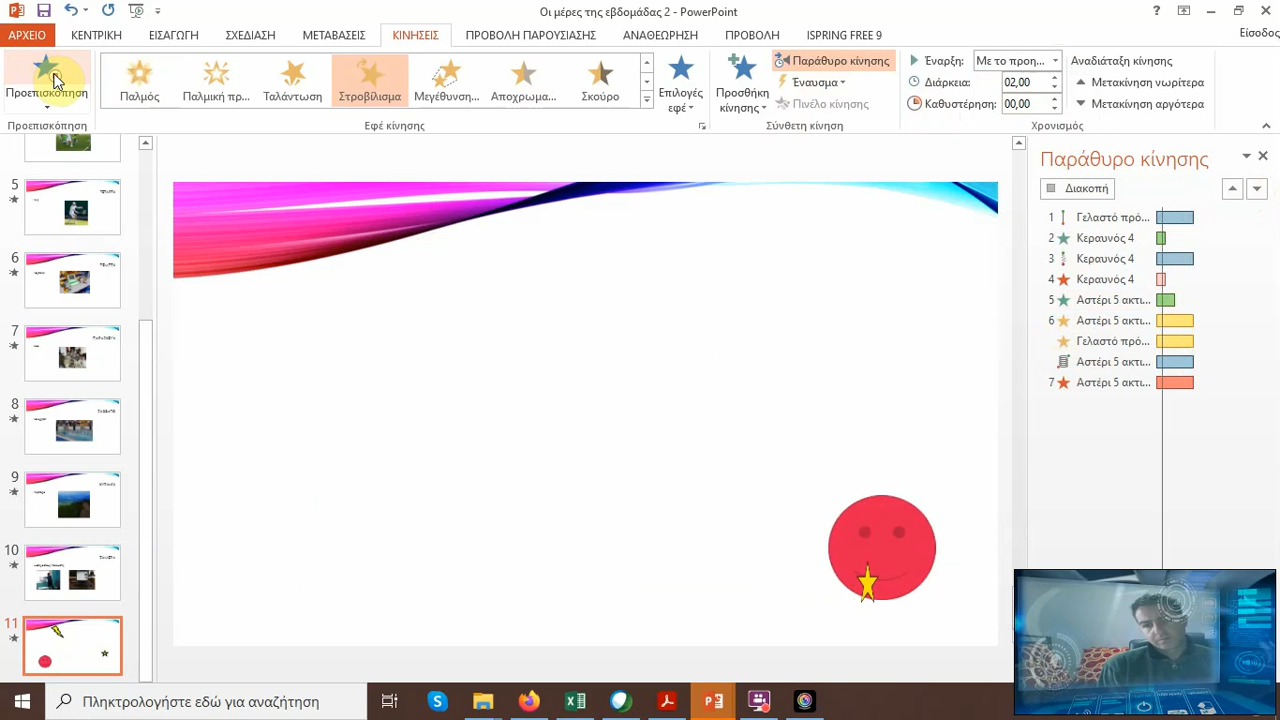 Οι μέρες της εβδομάδας 2 - PowerPoint
?
ΑΡΧΕΙΟ ΚΕΝΤΡΙΚΗ ΕΙΣΑΓΩΓΗ ΣΧΕΔΙΑΣΗ ΜΕΤΑΒΑΣΕΙΣ ΚΙΝΗΣΕΙΣ ΠΡΟΒΟΛΗ ΠΑΡΟΥΣΙΑΣΗΣ ΑΝΑΘΕΩΡΗΣΗ ΠΡΟΒΟΛΗ ISPRING FREE 9 Είσοδος
Προεπισκόπηση
Προεπισκόπηση
Παλμός Παλμική πρ... Ταλάντωση Στροβίλισμα Μεγέθυνση... Αποχρωμα... Σκούρο
Εφέ κίνησης
Επιλογές εφέ
Προσθήκη κίνησης
Παράθυρο κίνησης
Έναυσμα
Πινέλο κίνησης
Σύνθετη κίνηση
Έναρξη: Με το προη...
Διάρκεια: 02,00
Καθυστέρηση: 00,00
Χρονισμός
Αναδιάταξη κίνησης
Μετακίνηση νωρίτερα
Μετακίνηση αργότερα
5
6
7
8
9
10
11
Παράθυρο κίνησης
Διακοπή
1 Γελαστό πρό...
2 Κεραυνός 4
3 Κεραυνός 4
4 Κεραυνός 4
5 Αστέρι 5 ακτι...
6 Αστέρι 5 ακτι...
Γελαστό πρό...
Αστέρι 5 ακτι...
7 Αστέρι 5 ακτι...
Πληκτρολογήστε εδώ για αναζήτηση